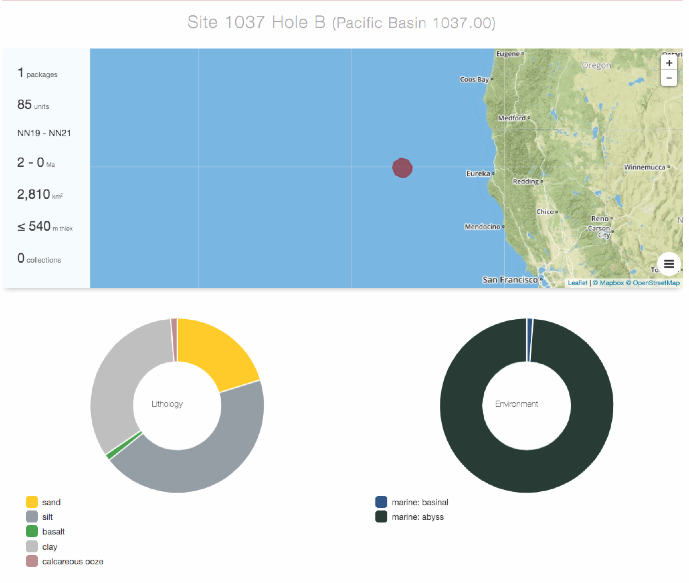 Site 1037 Hole B (Pacific Basin 1037.00)
1 packages
85 units
NN19 - NN21
2 - 0 Ma
2,810 km²
≤ 540 m thick
0 collections
Eugene
Oregon
Coos Bay
Medford
Eureka
Redding
Winnemucca
Chico
Reno
Carson
City
Mendocino
San Francisco
+
−
Leaflet | © Mapbox © OpenStreetMap
Lithology
Environment
sand
silt
basalt
clay
calcareous ooze
marine: basinal
marine: abyss